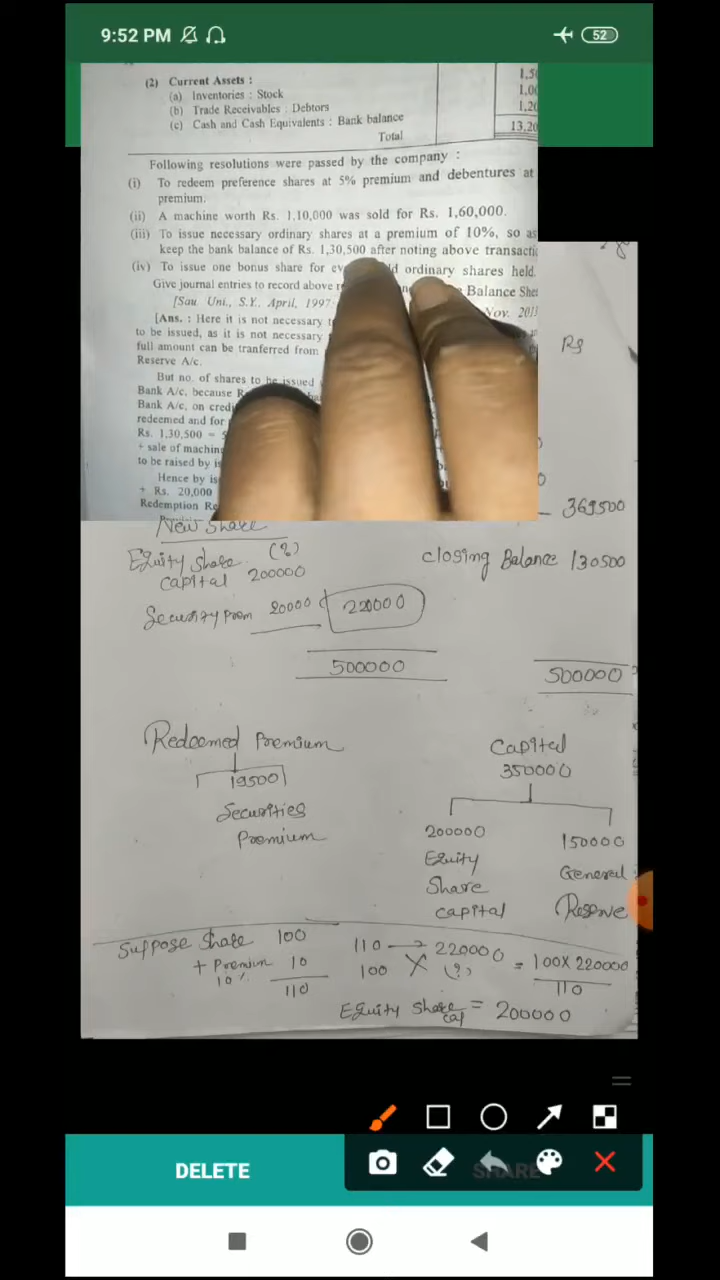 9:52 PM
52
(2) Current Assets :
(a) Inventories : Stock
(b) Trade Receivables : Debtors
(c) Cash and Cash Equivalents : Bank balance
Total
13,20
Following resolutions were passed by the company :
(i) To redeem preference shares at 5% premium and debentures at
premium.
(ii) A machine worth Rs. 1,10,000 was sold for Rs. 1,60,000.
(iii) To issue necessary ordinary shares at a premium of 10%, so as
keep the bank balance of Rs. 1,30,500 after noting above transacti
(iv) To issue one bonus share for ordinary shares held.
Give journal entries to record above Balance She
[Sau Uni., S.Y. April, 1997 Nov. 201
[Ans. : Here it is not necessary
to be issued, as it is not necessary
full amount can be tranferred from
Reserve A/c.
But no. of shares to be issued
Bank A/c, because
Bank A/c, on credi
redeemed and for
Rs. 1,30,500 =
+ sale of machin
to be raised by is
Hence by is
+ Rs. 20,000
Redemption Re
Rs
369500
New Share
Equity Share (?)
capital 200000
closing Balance 130500
Security Prem 20000 220000
500000 500000
Redeemed Premium
19500
Securities
Premium
Capital
350000
200000
Equity
Share
capital
150000
General
Reserve
Suppose Share 100
+ Premium 10
10%
110
110 → 220000
100 (?)
= 100 X 220000
110
Equity Share cap = 200000
DELETE
SHARE